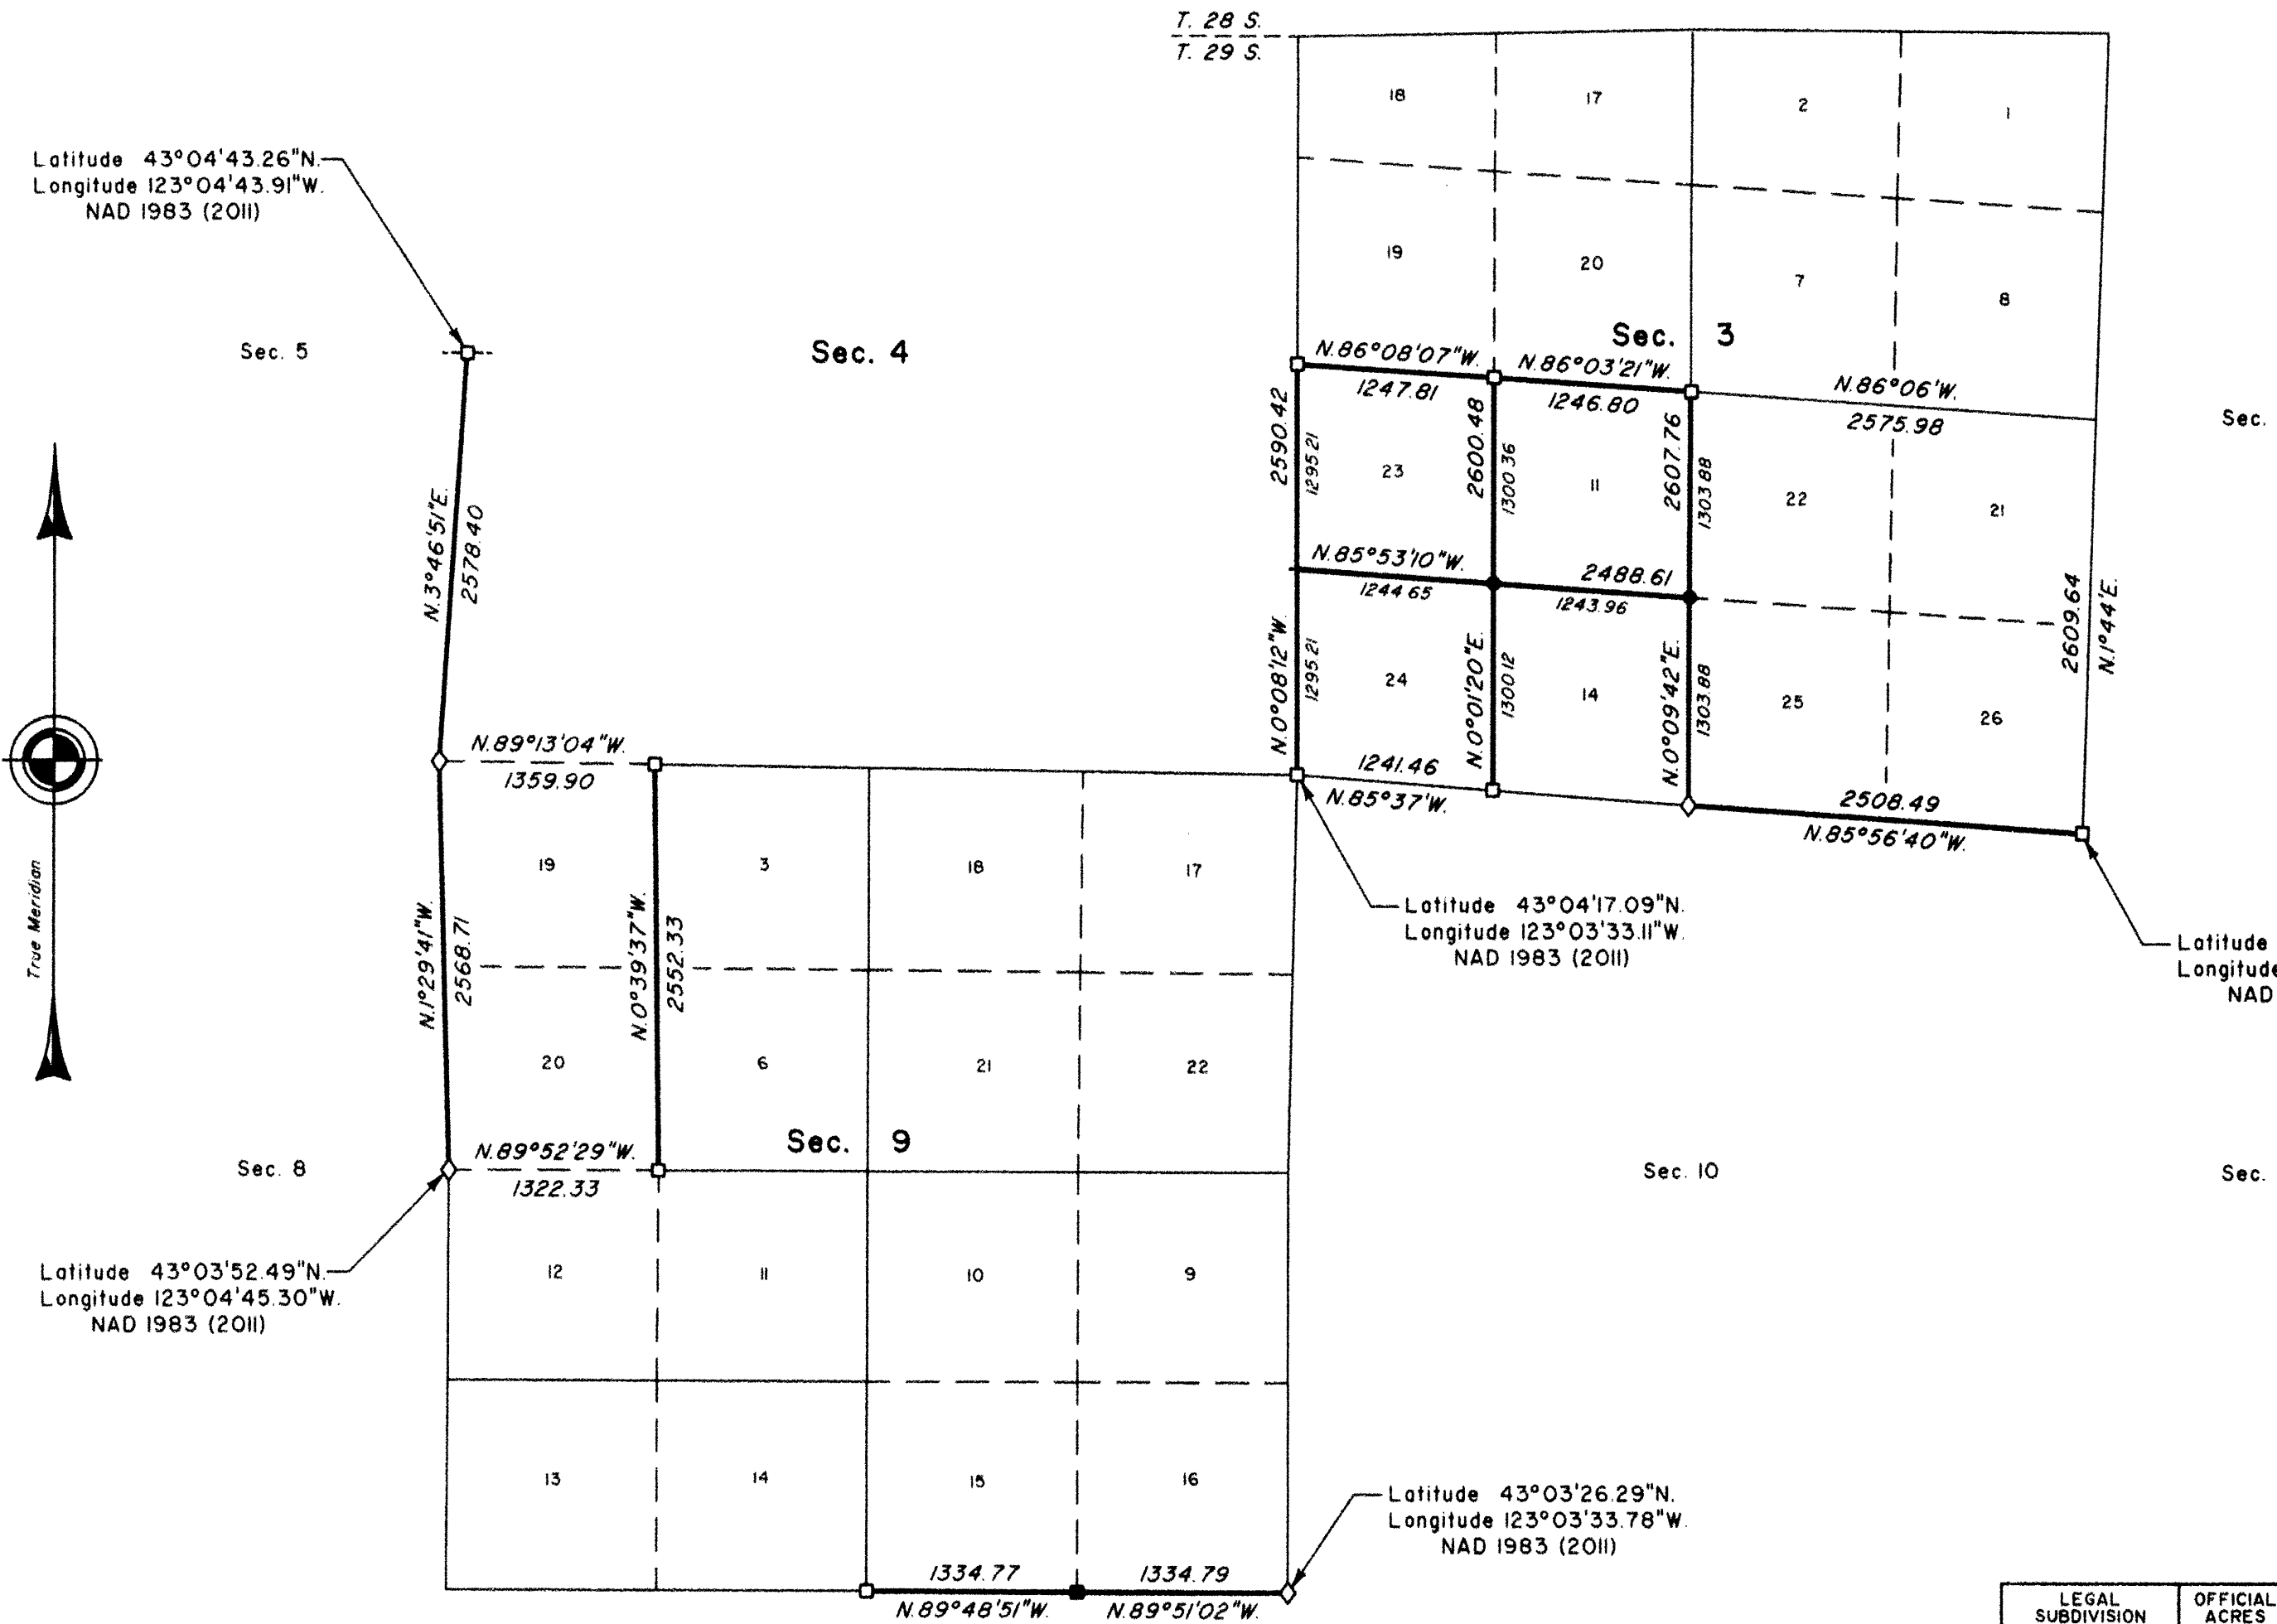 T. 28 S.
T. 29 S.
18
17
2
1
Latitude 43°04'43.26"N.
Longitude 123°04'43.91"W.
NAD 1983 (2011)
19
20
7
8
Sec. 5
Sec. 4
Sec. 3
N.86°08'07"W.
1247.81
N.86°03'21"W.
1246.80
N.86°06'W.
2575.98
Sec.
2590.42
1295.21
23
2600.48
1300.36
11
2607.76
1303.88
22
21
N.3°46'51"E.
2578.40
N.85°53'10"W.
2488.61
1244.65
1243.96
2609.64
N.1°44'E.
N.0°08'12"W.
1295.21
24
N.0°01'20"E.
1300.12
14
N.0°09'42"E.
1303.88
25
26
N.89°13'04"W.
1359.90
1241.46
N.85°37'W.
2508.49
N.85°56'40"W.
True Meridian
19
3
18
17
Latitude 43°04'17.09"N.
Longitude 123°03'33.11"W.
NAD 1983 (2011)
Latitude
Longitude
NAD
N.1°29'41"W.
2568.71
N.0°39'37"W.
2552.33
20
6
21
22
Sec. 9
Sec. 8
N.89°52'29"W.
1322.33
Sec. 10
Sec.
Latitude 43°03'52.49"N.
Longitude 123°04'45.30"W.
NAD 1983 (2011)
12
11
10
9
13
14
15
16
Latitude 43°03'26.29"N.
Longitude 123°03'33.78"W.
NAD 1983 (2011)
1334.77
1334.79
N.89°48'51"W.
N.89°51'02"W.
LEGAL
SUBDIVISION
OFFICIAL
ACRES